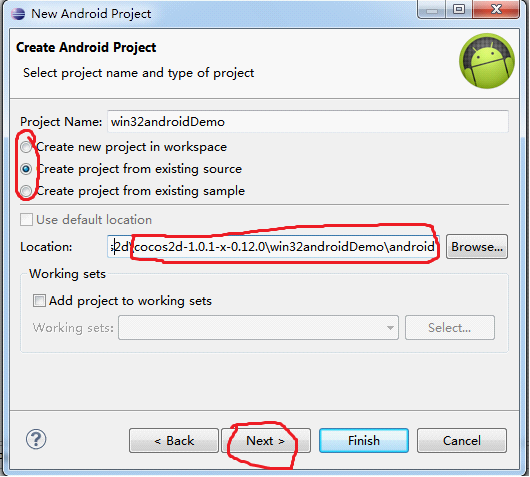 New Android Project
Create Android Project
Select project name and type of project
Project Name: win32androidDemo
Create new project in workspace
Create project from existing source
Create project from existing sample
Use default location
Location: s2d\cocos2d-1.0.1-x-0.12.0\win32androidDemo\android Browse...
Working sets
Add project to working sets
Working sets: Select...
? < Back Next > Finish Cancel